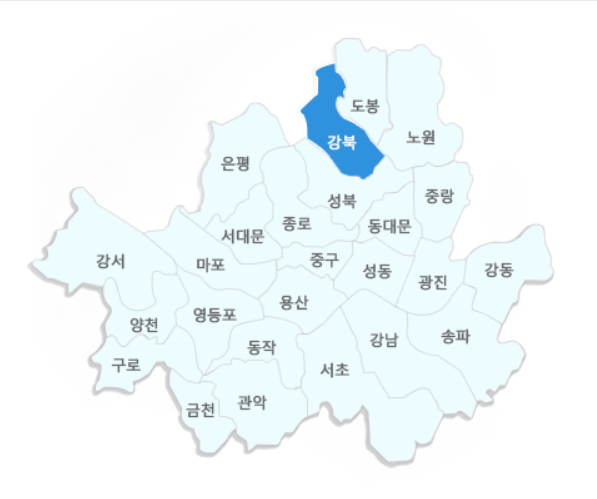 도봉
노원
강북
은평
중랑
성북
종로
동대문
서대문
중구
강서
마포
성동
강동
광진
용산
영등포
양천
송파
강남
동작
구로
서초
관악
금천